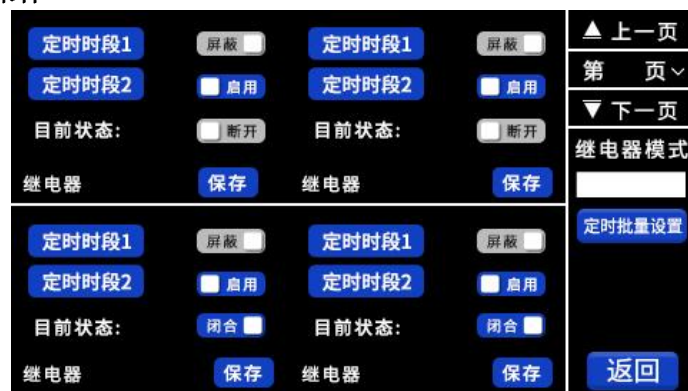 定时时段1 屏蔽 定时时段1 屏蔽
定时时段2 启用 定时时段2 启用
目前状态: 断开 目前状态: 断开
继电器 保存 继电器 保存
定时时段1 屏蔽 定时时段1 屏蔽
定时时段2 启用 定时时段2 启用
目前状态: 闭合 目前状态: 闭合
继电器 保存 继电器 保存
上一页
第 页
下一页
继电器模式
定时批量设置
返回